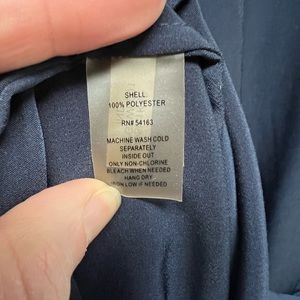 SHELL:
100% POLYESTER
RN# 54163
MACHINE WASH COLD
SEPARATELY
INSIDE OUT
ONLY NON-CHLORINE
BLEACH WHEN NEEDED
HANG DRY
IRON LOW IF NEEDED